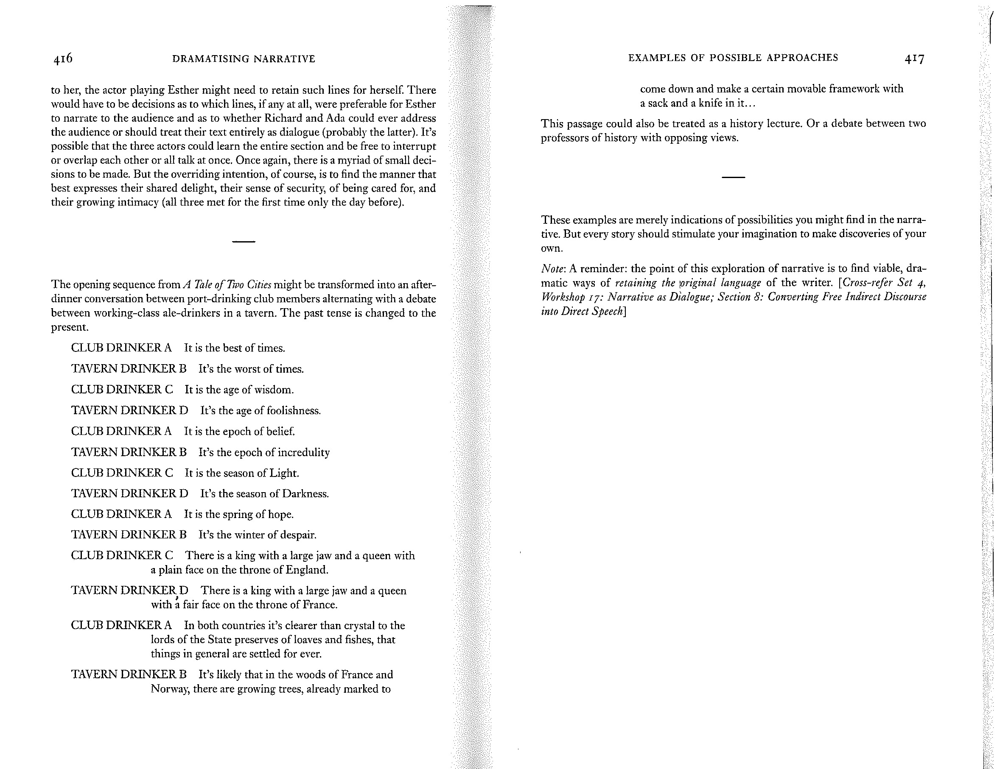 416
DRAMATISING NARRATIVE
to her, the actor playing Esther might need to retain such lines for herself. There
would have to be decisions as to which lines, if any at all, were preferable for Esther
to narrate to the audience and as to whether Richard and Ada could ever address
the audience or should treat their text entirely as dialogue (probably the latter). It's
possible that the three actors could learn the entire section and be free to interrupt
or overlap each other or all talk at once. Once again, there is a myriad of small deci-
sions to be made. But the overriding intention, of course, is to find the manner that
best expresses their shared delight, their sense of security, of being cared for, and
their growing intimacy (all three met for the first time only the day before).
The opening sequence from A Tale of Two Cities might be transformed into an after-
dinner conversation between port-drinking club members alternating with a debate
between working-class ale-drinkers in a tavern. The past tense is changed to the
present.
CLUB DRINKER A It is the best of times.
TAVERN DRINKER B It's the worst of times.
CLUB DRINKER C It is the age of wisdom.
TAVERN DRINKER D It's the age of foolishness.
CLUB DRINKER A It is the epoch of belief.
TAVERN DRINKER B It's the epoch of incredulity
CLUB DRINKER C It is the season of Light.
TAVERN DRINKER D It's the season of Darkness.
CLUB DRINKER A It is the spring of hope.
TAVERN DRINKER B It's the winter of despair.
CLUB DRINKER C There is a king with a large jaw and a queen with
a plain face on the throne of England.
TAVERN DRINKER D There is a king with a large jaw and a queen
with a fair face on the throne of France.
CLUB DRINKER A In both countries it's clearer than crystal to the
lords of the State preserves of loaves and fishes, that
things in general are settled for ever.
TAVERN DRINKER B It's likely that in the woods of France and
Norway, there are growing trees, already marked to
EXAMPLES OF POSSIBLE APPROACHES
417
come down and make a certain movable framework with
a sack and a knife in it...
This passage could also be treated as a history lecture. Or a debate between two
professors of history with opposing views.
These examples are merely indications of possibilities you might find in the narra-
tive. But every story should stimulate your imagination to make discoveries of your
own.
Note: A reminder: the point of this exploration of narrative is to find viable, dra-
matic ways of retaining the original language of the writer. [Cross-refer Set 4,
Workshop 17: Narrative as Dialogue; Section 8: Converting Free Indirect Discourse
into Direct Speech]